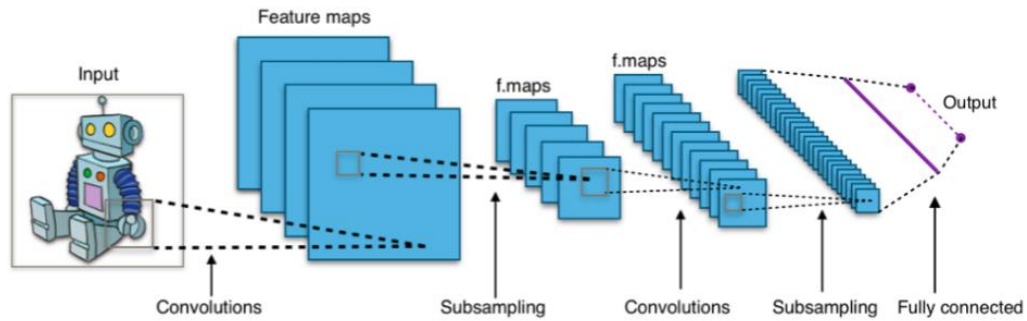 Feature maps
Input
f.maps
f.maps
Output
Convolutions
Subsampling
Convolutions
Subsampling
Fully connected